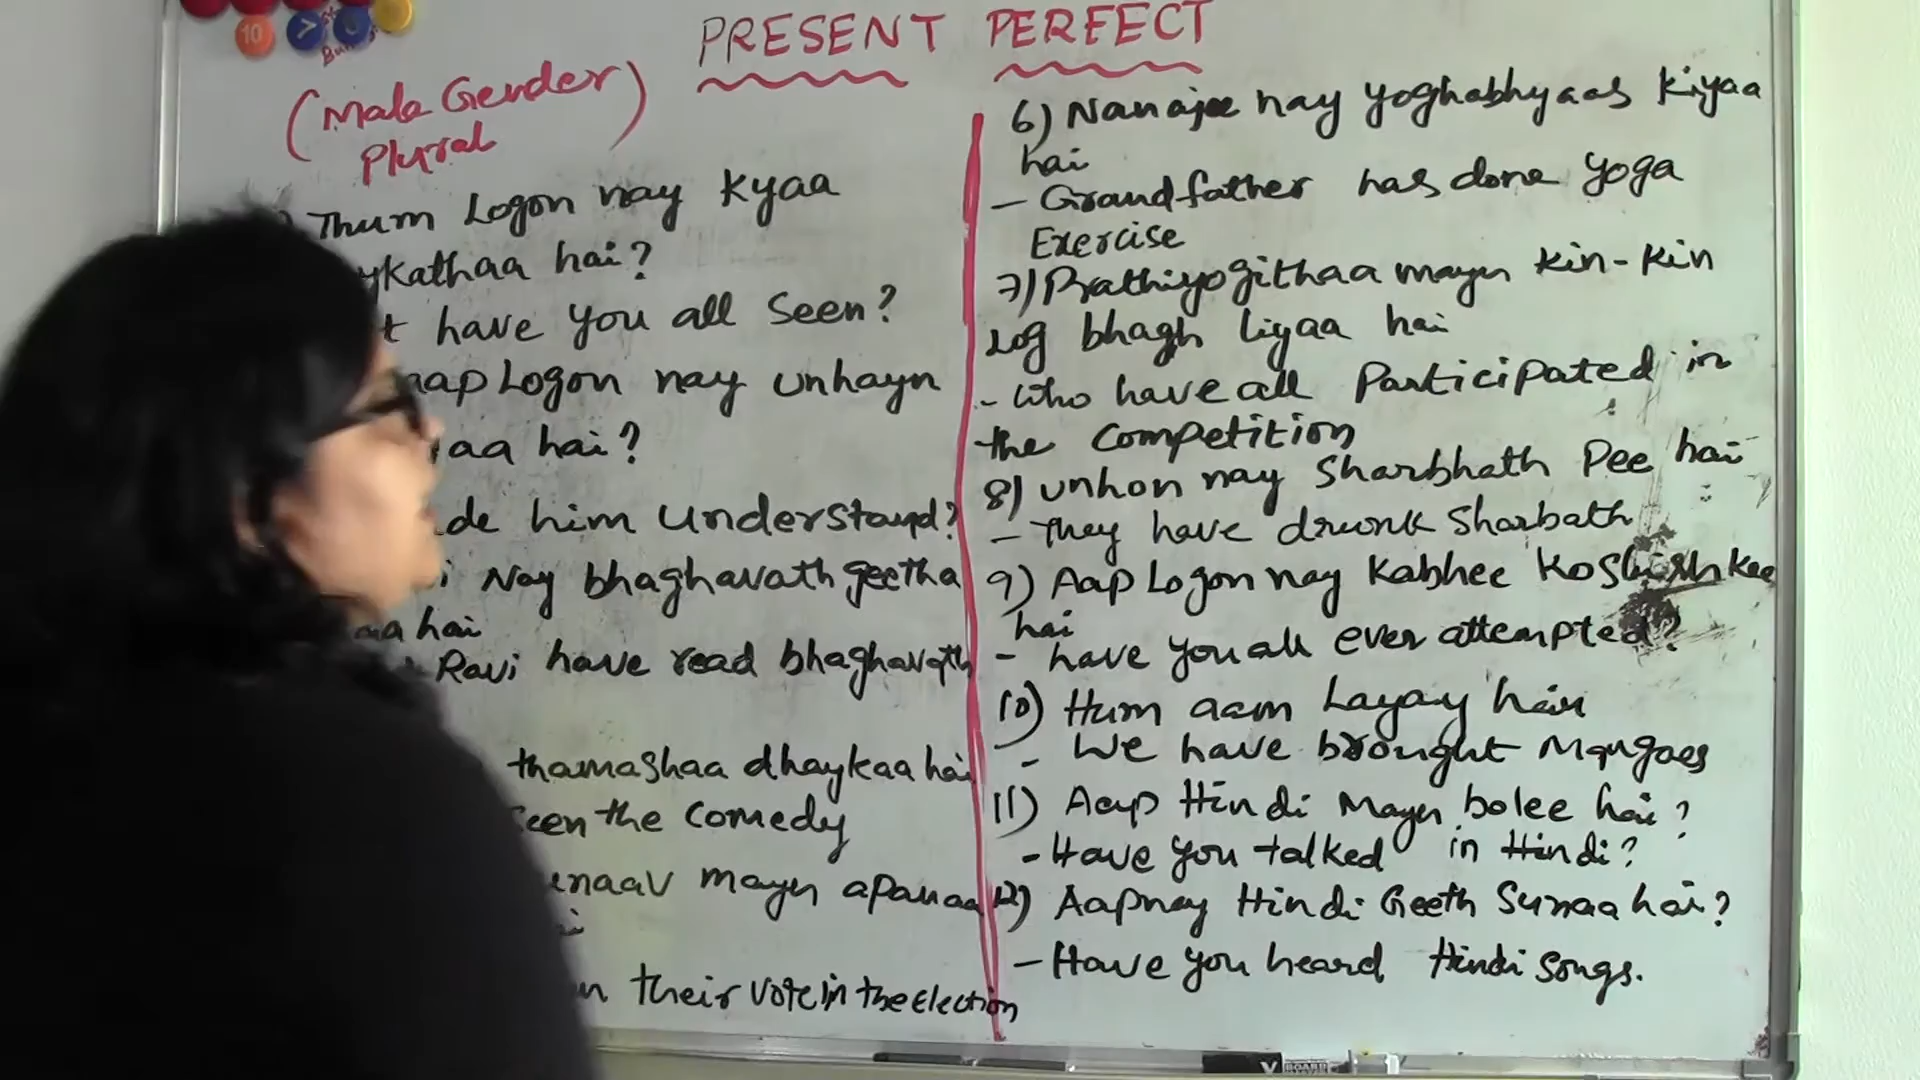 10
PRESENT PERFECT
(Male Gender)
Plural
Thum Logon nay kyaa
hai?
have you all seen?
aap Logon nay unhayn
hai?
him understand?
Nay bhaghavath geetha
hai
Ravi have read bhaghavath
thamashaa dhaykaa hai
seen the comedy
mayn apanaa
their vote in the election
6) Nanajee nay yoghabhyaas kiyaa
hai
- Grandfather has done yoga
Exercise
7) Prathiyogithaa mayn kin-kin
log bhagh liyaa hai
- who have all participated in
the competition
8) unhon nay Sharbhath Pee hai
- They have drunk Sharbath
9) Aap Logon nay kabhee koshish kee
hai
- have you all ever attempted?
10) Hum aam Layay hain
- we have brought Mangoes
11) Aap Hindi Mayn bolee hai?
- Have you talked in Hindi?
12) Aapnay Hindi Geeth Sunaa hai?
- Have you heard Hindi songs.